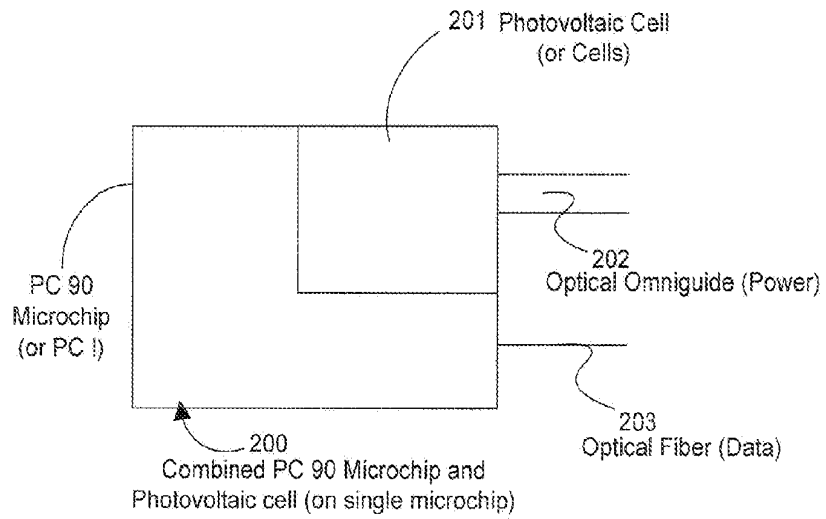 201 Photovoltaic Cell
(or Cells)
202
Optical Omniguide (Power)
PC 90
Microchip
(or PC I)
203
Optical Fiber (Data)
200
Combined PC 90 Microchip and
Photovoltaic cell (on single microchip)